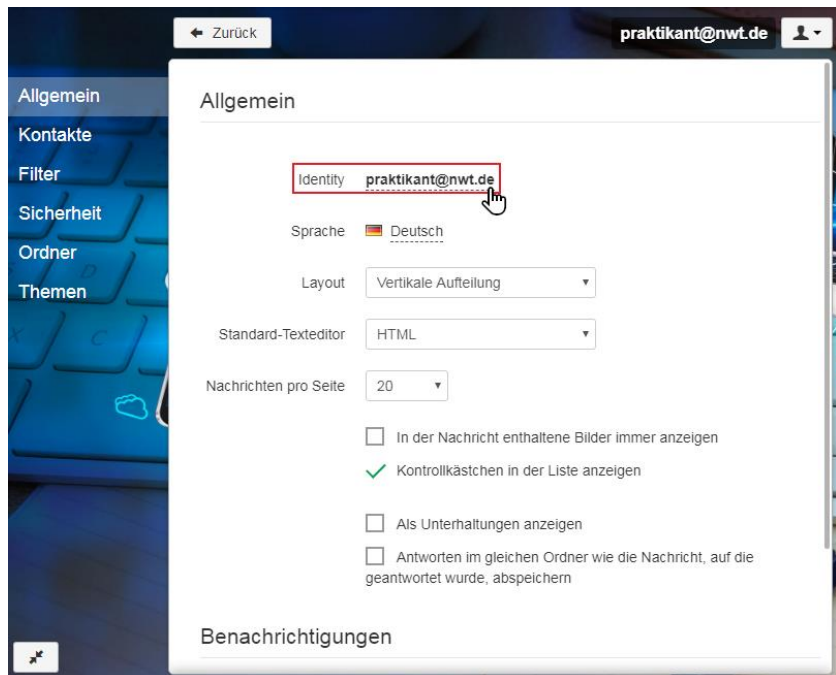 Zurück
praktikant@nwt.de
Allgemein
Kontakte
Filter
Sicherheit
Ordner
Themen
Allgemein
Identity praktikant@nwt.de
Sprache Deutsch
Layout Vertikale Aufteilung
Standard-Texteditor HTML
Nachrichten pro Seite 20
In der Nachricht enthaltene Bilder immer anzeigen
Kontrollkästchen in der Liste anzeigen
Als Unterhaltungen anzeigen
Antworten im gleichen Ordner wie die Nachricht, auf die
geantwortet wurde, abspeichern
Benachrichtigungen